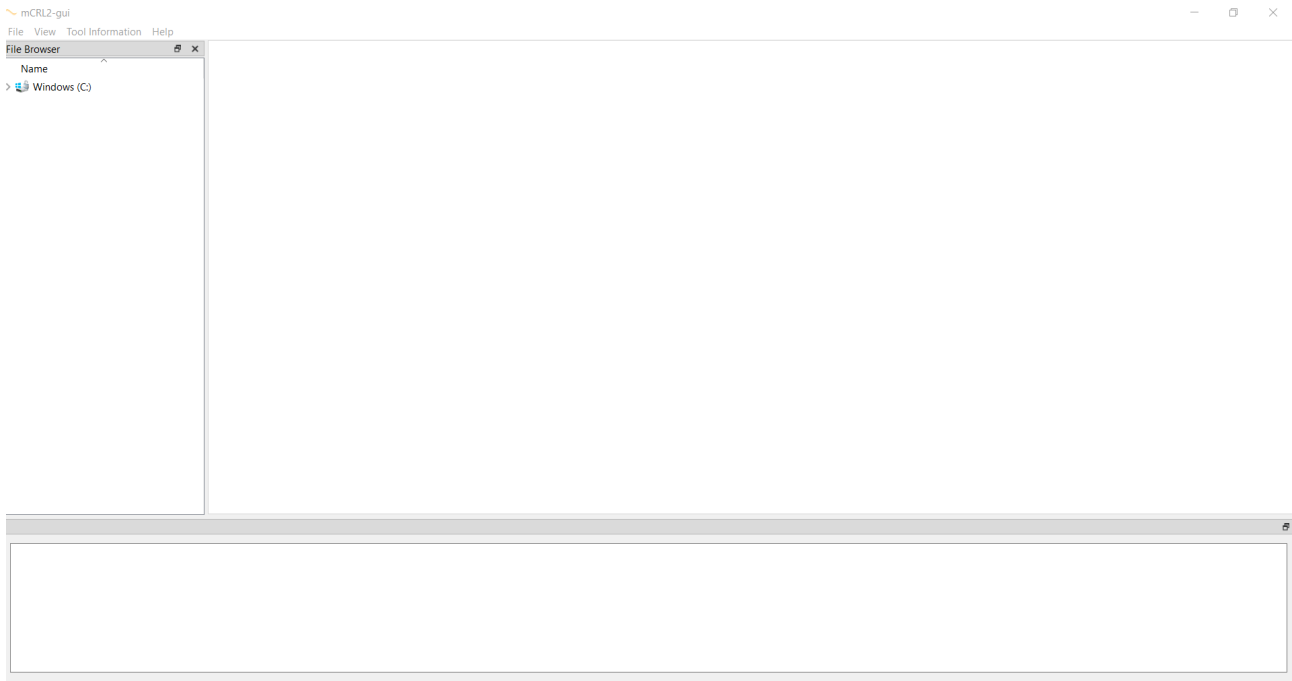 mCRL2-gui
File View Tool Information Help
File Browser
Name
Windows (C:)